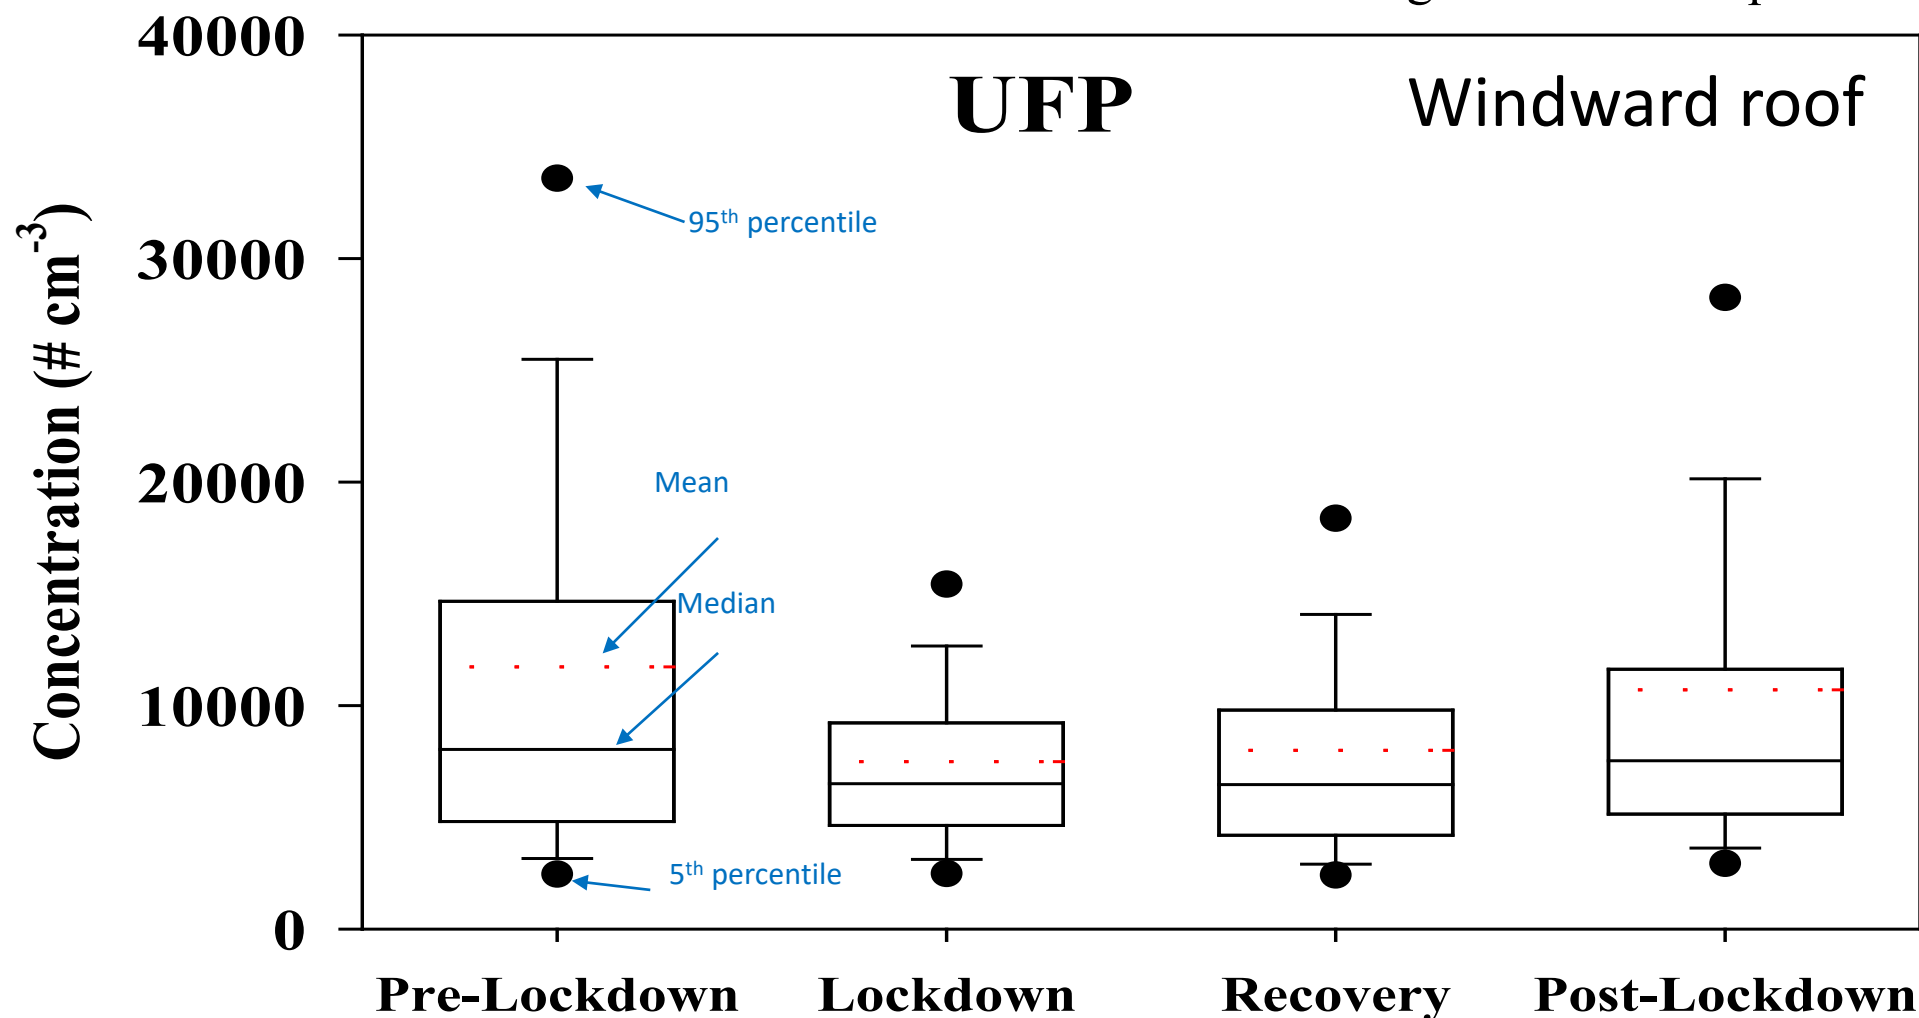 40000
UFP
Windward roof
95th percentile
30000
Concentration (# cm-3)
20000
Mean
Median
10000
5th percentile
0
Pre-Lockdown
Lockdown
Recovery
Post-Lockdown